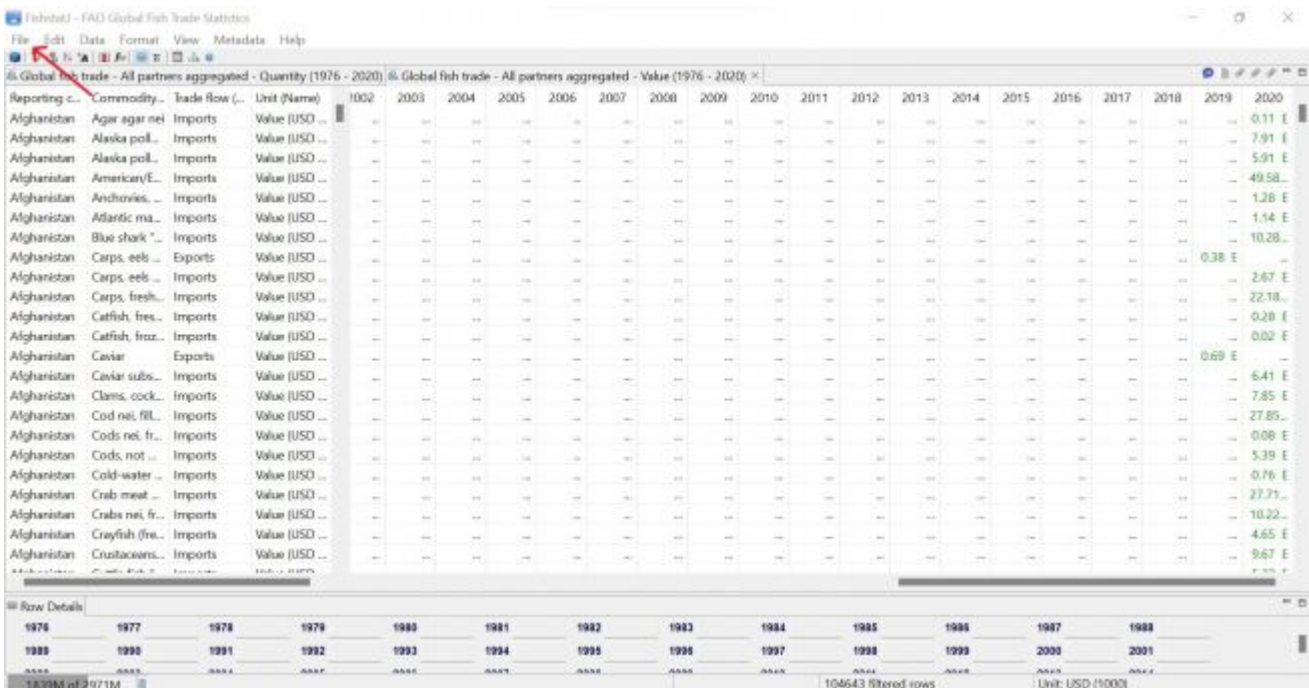 FishstatJ - FAO Global Fish Trade Statistics
File Edit Data Format View Metadata Help
Global fish trade - All partners aggregated - Quantity (1976 - 2020) Global fish trade - All partners aggregated - Value (1976 - 2020)
Reporting c... Commodity... Trade flow (... Unit (Name) 2002 2003 2004 2005 2006 2007 2008 2009 2010 2011 2012 2013 2014 2015 2016 2017 2018 2019 2020
Afghanistan Agar agar nei Imports Value (USD ... 0.11 E
Afghanistan Alaska poll... Imports Value (USD ... 7.91 E
Afghanistan Alaska poll... Imports Value (USD ... 5.91 E
Afghanistan American/E... Imports Value (USD ... 49.58...
Afghanistan Anchovies, ... Imports Value (USD ... 1.28 E
Afghanistan Atlantic ma... Imports Value (USD ... 1.14 E
Afghanistan Blue shark "... Imports Value (USD ... 10.28...
Afghanistan Carps, eels ... Exports Value (USD ... 0.38 E ...
Afghanistan Carps, eels ... Imports Value (USD ... 2.67 E
Afghanistan Carps, fresh... Imports Value (USD ... 22.18...
Afghanistan Catfish, fres... Imports Value (USD ... 0.28 E
Afghanistan Catfish, froz... Imports Value (USD ... 0.02 E
Afghanistan Caviar Exports Value (USD ... 0.69 E ...
Afghanistan Caviar subs... Imports Value (USD ... 6.41 E
Afghanistan Clams, cock... Imports Value (USD ... 7.85 E
Afghanistan Cod nei, fill... Imports Value (USD ... 27.85...
Afghanistan Cods nei, fr... Imports Value (USD ... 0.08 E
Afghanistan Cods, not ... Imports Value (USD ... 5.39 E
Afghanistan Cold-water ... Imports Value (USD ... 0.76 E
Afghanistan Crab meat ... Imports Value (USD ... 27.71...
Afghanistan Crabs nei, fr... Imports Value (USD ... 10.22...
Afghanistan Crayfish (fre... Imports Value (USD ... 4.65 E
Afghanistan Crustaceans... Imports Value (USD ... 9.67 E
Row Details
1976 1977 1978 1979 1980 1981 1982 1983 1984 1985 1986 1987 1988
1989 1990 1991 1992 1993 1994 1995 1996 1997 1998 1999 2000 2001
1839M of 2971M 104643 filtered rows Unit: USD (1000)